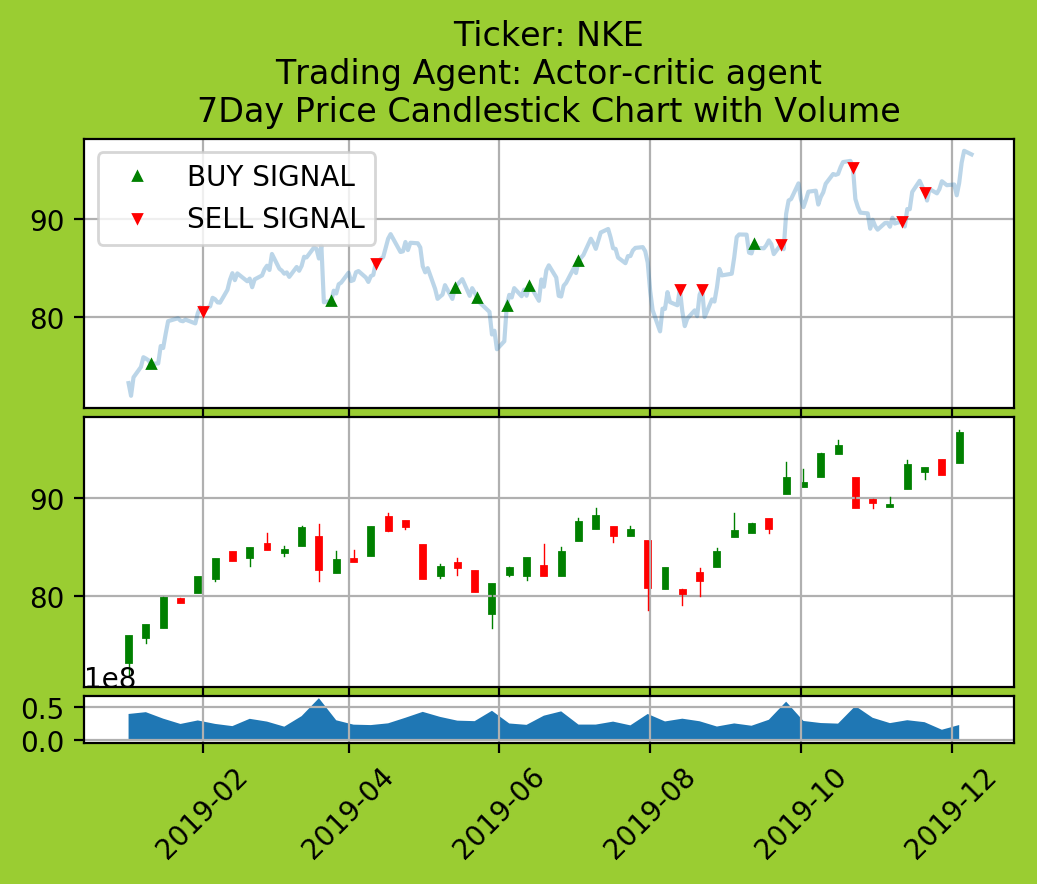 Ticker: NKE
Trading Agent: Actor-critic agent
7Day Price Candlestick Chart with Volume
BUY SIGNAL
SELL SIGNAL
90
80
90
80
1e8
0.5
0.0
2019-02
2019-04
2019-06
2019-08
2019-10
2019-12